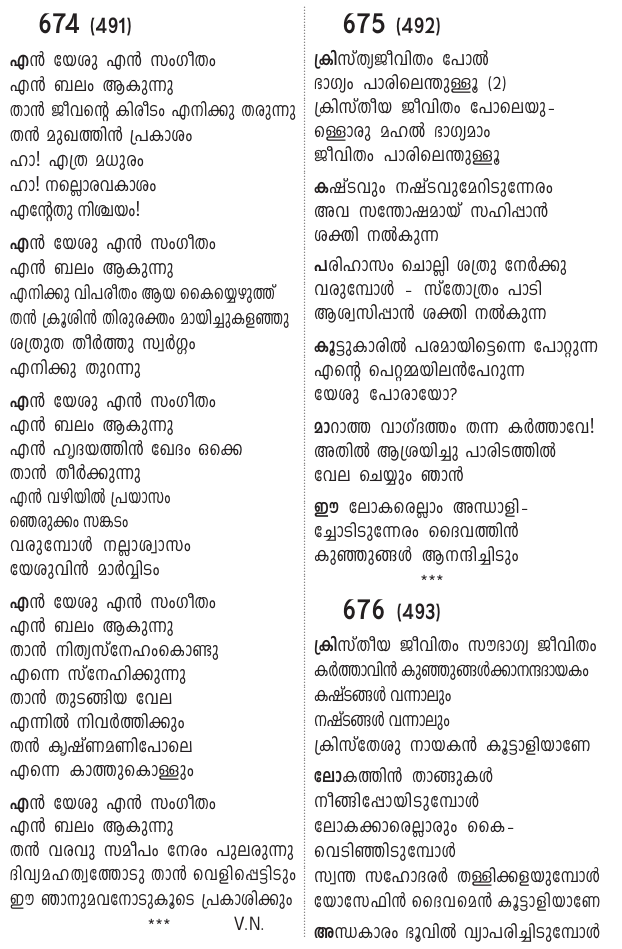 674 (491)
എൻ യേശു എൻ സംഗീതം
എൻ ബലം ആകുന്നു
താൻ ജീവന്റെ കിരീടം എനിക്കു തരുന്നു
തൻ മുഖത്തിൻ പ്രകാശം
ഹാ! എത്ര മധുരം
ഹാ! നല്ലൊരവകാശം
എന്റേതു നിശ്ചയം!
എൻ യേശു എൻ സംഗീതം
എൻ ബലം ആകുന്നു
എനിക്കു വിപരീതം ആയ കൈയ്യെഴുത്ത്
തൻ ക്രൂശിൻ തിരുരക്തം മായിച്ചുകളഞ്ഞു
ശത്രുത തീർത്തു സ്വർഗ്ഗം
എനിക്കു തുറന്നു
എൻ യേശു എൻ സംഗീതം
എൻ ബലം ആകുന്നു
എൻ ഹൃദയത്തിൻ ഖേദം ഒക്കെ
താൻ തീർക്കുന്നു
എൻ വഴിയിൽ പ്രയാസം
ഞെരുക്കം സങ്കടം
വരുമ്പോൾ നല്ലാശ്വാസം
യേശുവിൻ മാർവ്വിടം
എൻ യേശു എൻ സംഗീതം
എൻ ബലം ആകുന്നു
താൻ നിത്യസ്നേഹംകൊണ്ടു
എന്നെ സ്നേഹിക്കുന്നു
താൻ തുടങ്ങിയ വേല
എന്നിൽ നിവർത്തിക്കും
തൻ കൃഷ്ണമണിപോലെ
എന്നെ കാത്തുകൊള്ളും
എൻ യേശു എൻ സംഗീതം
എൻ ബലം ആകുന്നു
തൻ വരവു സമീപം നേരം പുലരുന്നു
ദിവ്യമഹത്വത്തോടു താൻ വെളിപ്പെട്ടിടും
ഈ ഞാനുമവനോടുകൂടെ പ്രകാശിക്കും
*** V.N.
675 (492)
ക്രിസ്ത്യജീവിതം പോൽ
ഭാഗ്യം പാരിലെന്തുള്ളൂ (2)
ക്രിസ്തീയ ജീവിതം പോലെയു-
ള്ളൊരു മഹൽ ഭാഗ്യമാം
ജീവിതം പാരിലെന്തുള്ളൂ
കഷ്ടവും നഷ്ടവുമേറിടുന്നേരം
അവ സന്തോഷമായ് സഹിപ്പാൻ
ശക്തി നൽകുന്ന
പരിഹാസം ചൊല്ലി ശത്രു നേർക്കു
വരുമ്പോൾ - സ്തോത്രം പാടി
ആശ്വസിപ്പാൻ ശക്തി നൽകുന്ന
കൂട്ടുകാരിൽ പരമായിട്ടെന്നെ പോറ്റുന്ന
എന്റെ പെറ്റമ്മയിലൻപേറുന്ന
യേശു പോരായോ?
മാറാത്ത വാഗ്ദത്തം തന്ന കർത്താവേ!
അതിൽ ആശ്രയിച്ചു പാരിടത്തിൽ
വേല ചെയ്യും ഞാൻ
ഈ ലോകരെല്ലാം അന്ധാളി-
ച്ചോടിടുന്നേരം ദൈവത്തിൻ
കുഞ്ഞുങ്ങൾ ആനന്ദിച്ചിടും
***
676 (493)
ക്രിസ്തീയ ജീവിതം സൗഭാഗ്യ ജീവിതം
കർത്താവിൻ കുഞ്ഞുങ്ങൾക്കാനന്ദദായകം
കഷ്ടങ്ങൾ വന്നാലും
നഷ്ടങ്ങൾ വന്നാലും
ക്രിസ്തേശു നായകൻ കൂട്ടാളിയാണേ
ലോകത്തിൻ താങ്ങുകൾ
നീങ്ങിപ്പോയിടുമ്പോൾ
ലോകക്കാരെല്ലാരും കൈ-
വെടിഞ്ഞിടുമ്പോൾ
സ്വന്ത സഹോദരർ തള്ളിക്കളയുമ്പോൾ
യോസേഫിൻ ദൈവമെൻ കൂട്ടാളിയാണേ
അന്ധകാരം ഭൂവിൽ വ്യാപരിച്ചിടുമ്പോൾ